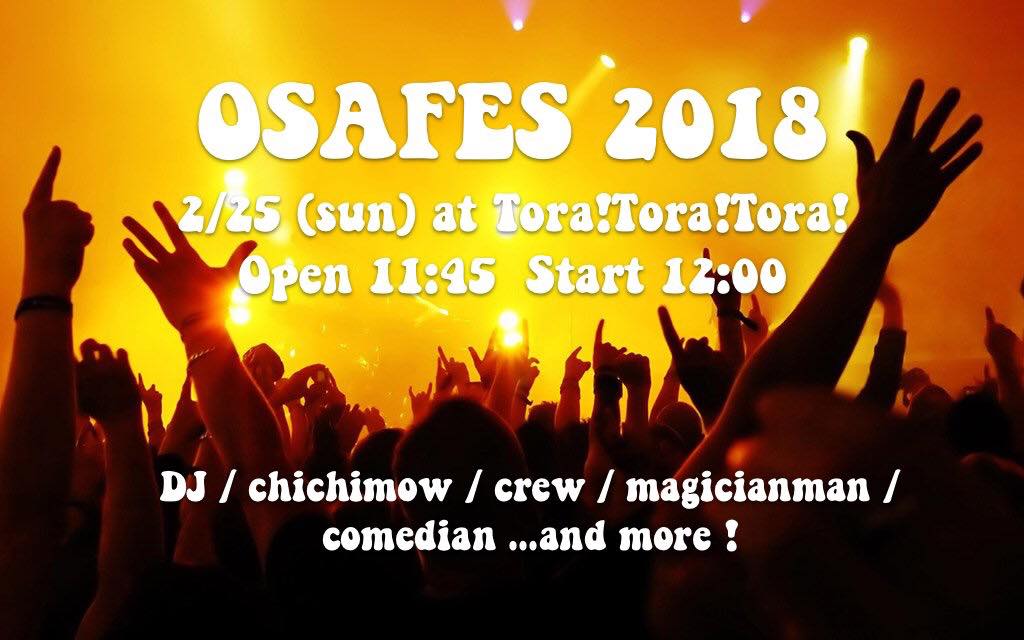 OSAFES 2018
2/25 (sun) at Tora!Tora!Tora!
Open 11:45 Start 12:00
DJ / chichimow / crew / magicianman /
comedian ...and more !